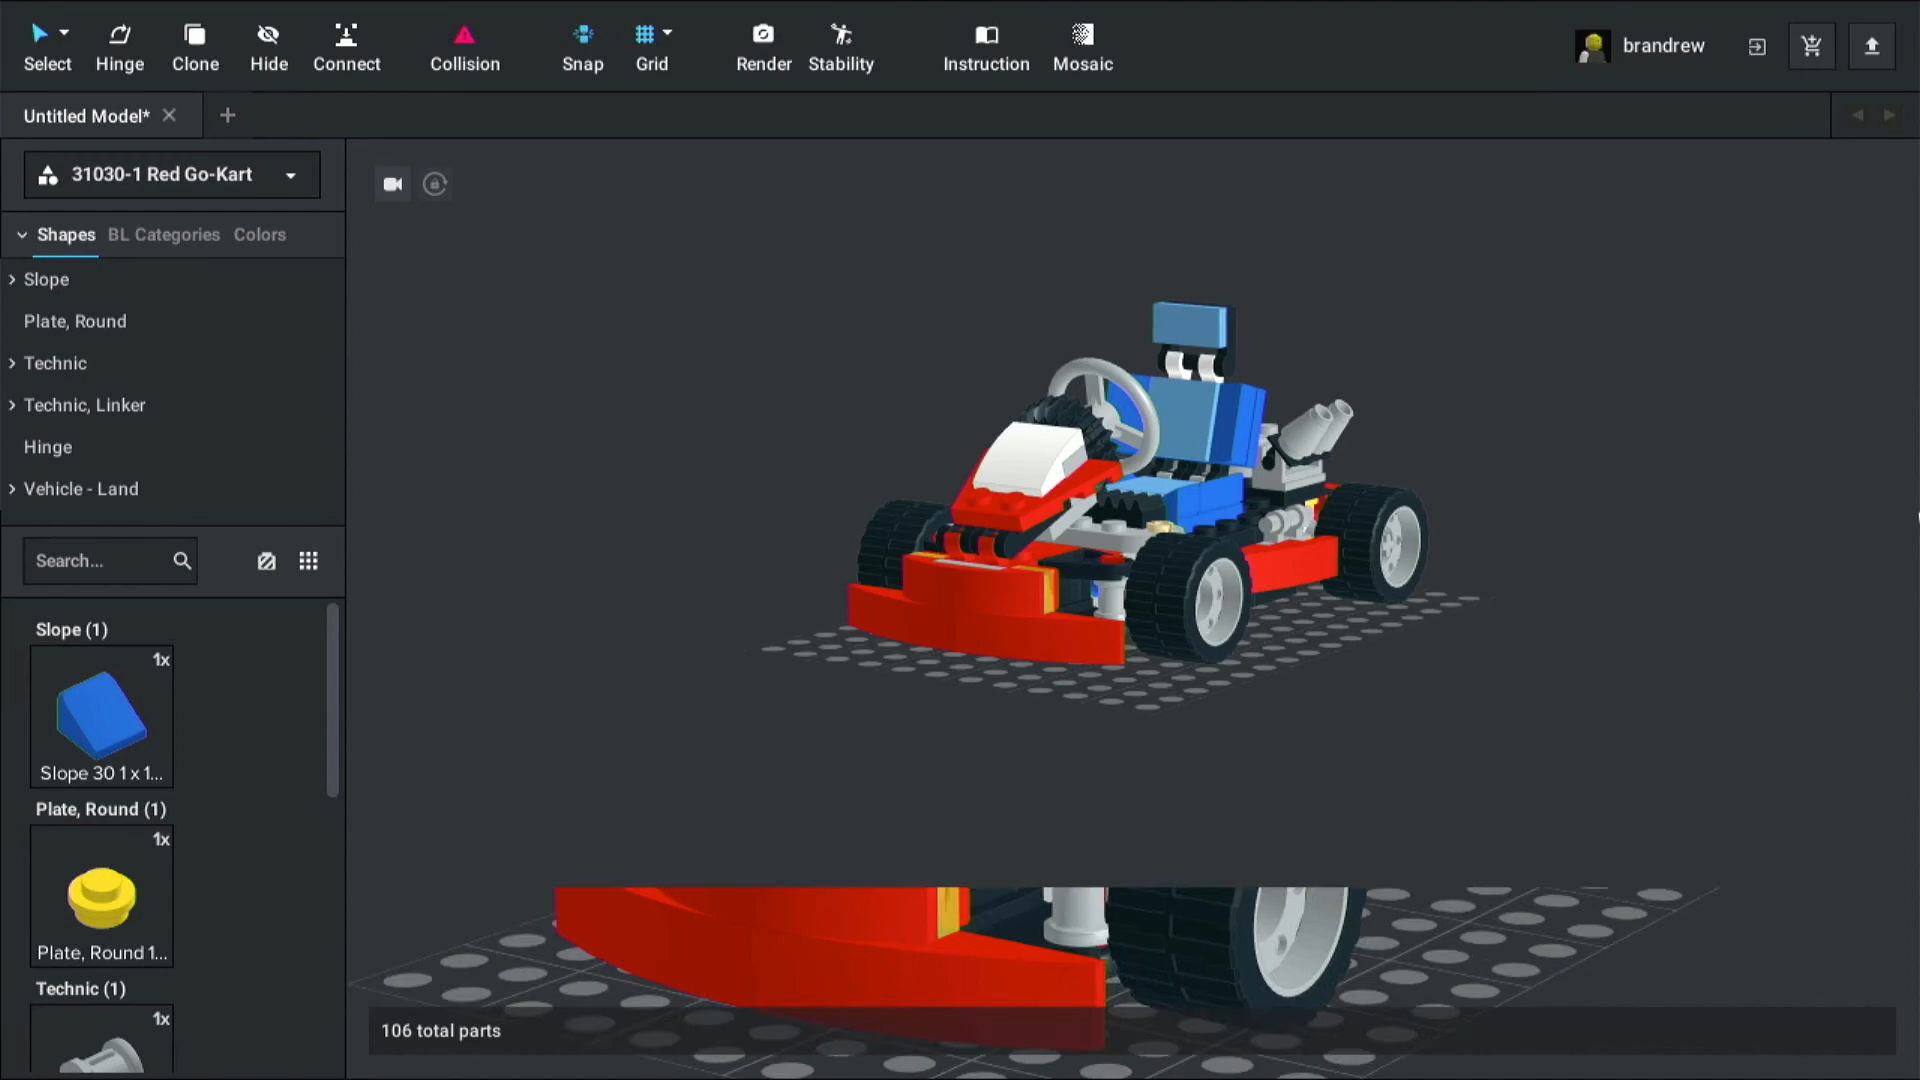 Select
Hinge
Clone
Hide
Connect
Collision
Snap
Grid
Render
Stability
Instruction
Mosaic
brandrew
Untitled Model*
31030-1 Red Go-Kart
Shapes
BL Categories
Colors
Slope
Plate, Round
Technic
Technic, Linker
Hinge
Vehicle - Land
Search...
Slope (1)
1x
Slope 30 1 x 1...
Plate, Round (1)
1x
Plate, Round 1...
Technic (1)
1x
106 total parts